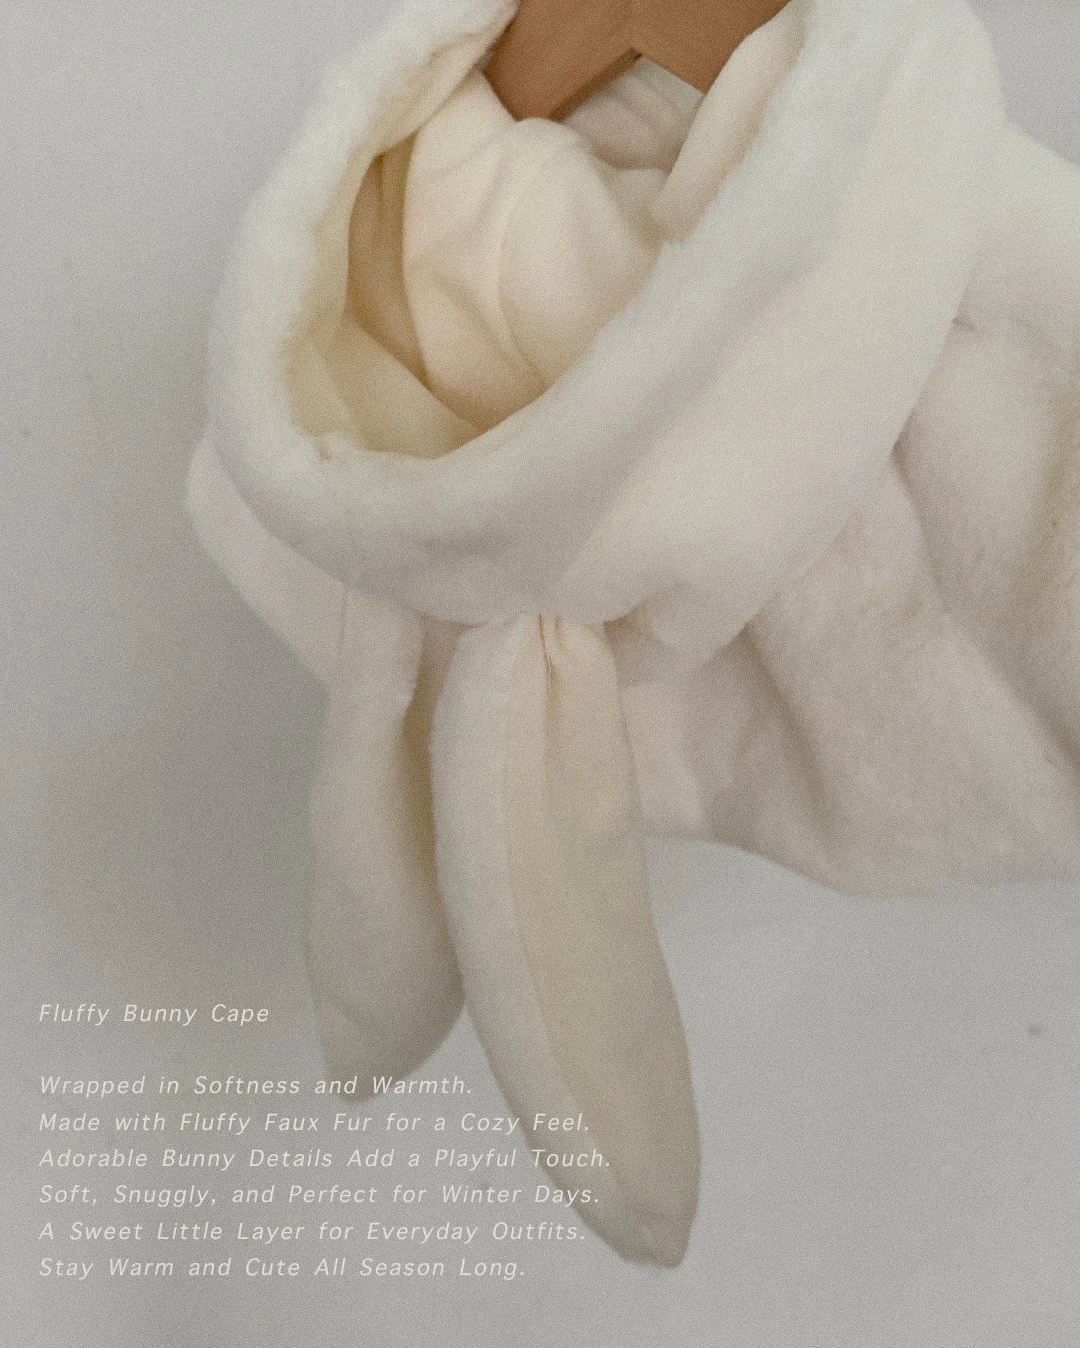 Fluffy Bunny Cape
Wrapped in Softness and Warmth.
Made with Fluffy Faux Fur for a Cozy Feel.
Adorable Bunny Details Add a Playful Touch.
Soft, Snuggly, and Perfect for Winter Days.
A Sweet Little Layer for Everyday Outfits.
Stay Warm and Cute All Season Long.